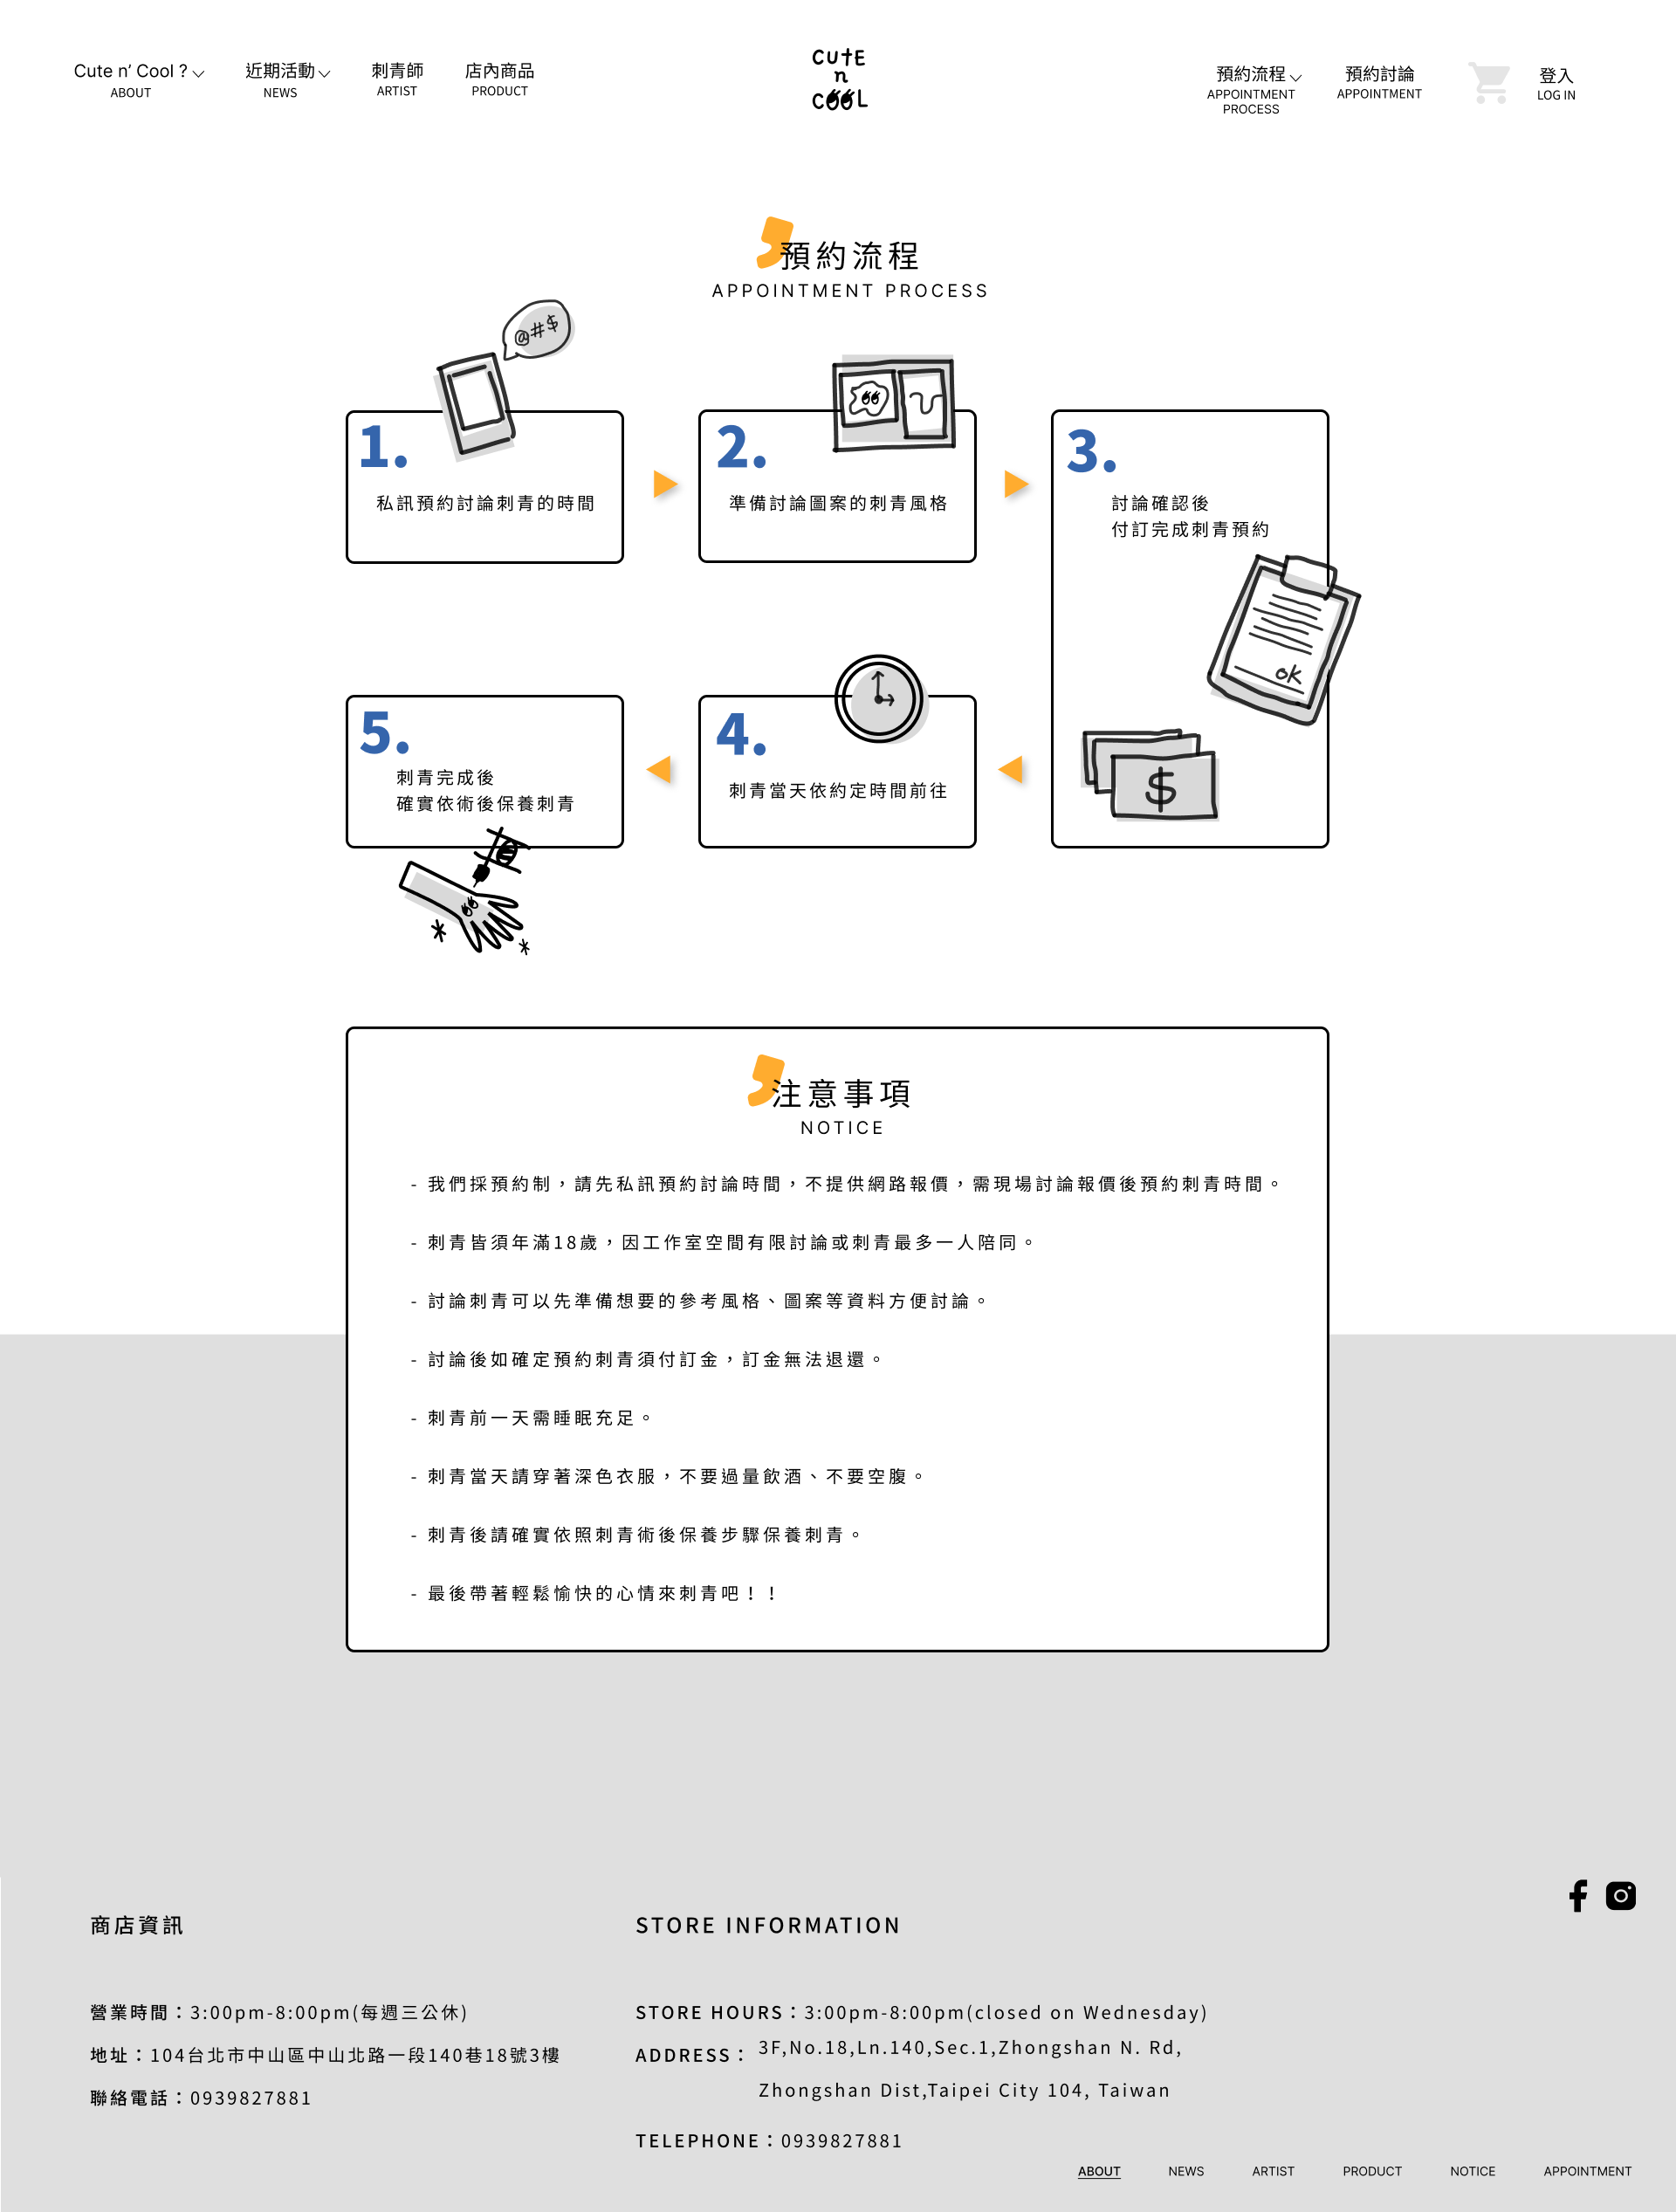 Cute n’ Cool ?
ABOUT
近期活動
NEWS
刺青師
ARTIST
店內商品
PRODUCT
CUtE
n
COOL
預約流程
APPOINTMENT
PROCESS
預約討論
APPOINTMENT
登入
LOG IN
預約流程
APPOINTMENT PROCESS
@#$
1.
私訊預約討論刺青的時間
2.
準備討論圖案的刺青風格
3.
討論確認後
付訂完成刺青預約
ok
$
5.
刺青完成後
確實依術後保養刺青
4.
刺青當天依約定時間前往
注意事項
NOTICE
- 我們採預約制，請先私訊預約討論時間，不提供網路報價，需現場討論報價後預約刺青時間。
- 刺青皆須年滿18歲，因工作室空間有限討論或刺青最多一人陪同。
- 討論刺青可以先準備想要的參考風格、圖案等資料方便討論。
- 討論後如確定預約刺青須付訂金，訂金無法退還。
- 刺青前一天需睡眠充足。
- 刺青當天請穿著深色衣服，不要過量飲酒、不要空腹。
- 刺青後請確實依照刺青術後保養步驟保養刺青。
- 最後帶著輕鬆愉快的心情來刺青吧！！
商店資訊
營業時間：3:00pm-8:00pm(每週三公休)
地址：104台北市中山區中山北路一段140巷18號3樓
聯絡電話：0939827881
STORE INFORMATION
STORE HOURS：3:00pm-8:00pm(closed on Wednesday)
ADDRESS： 3F,No.18,Ln.140,Sec.1,Zhongshan N. Rd,
Zhongshan Dist,Taipei City 104, Taiwan
TELEPHONE：0939827881
ABOUT
NEWS
ARTIST
PRODUCT
NOTICE
APPOINTMENT